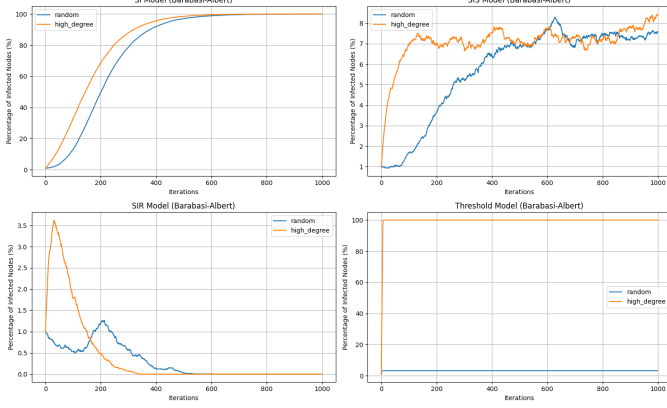 SI Model (Barabasi-Albert)
Percentage of Infected Nodes (%)
100
80
60
40
20
0
random
high_degree
0 200 400 600 800 1000
Iterations
SIS Model (Barabasi-Albert)
Percentage of Infected Nodes (%)
8
7
6
5
4
3
2
1
random
high_degree
0 200 400 600 800 1000
Iterations
SIR Model (Barabasi-Albert)
Percentage of Infected Nodes (%)
3.5
3.0
2.5
2.0
1.5
1.0
0.5
0.0
random
high_degree
0 200 400 600 800 1000
Iterations
Threshold Model (Barabasi-Albert)
Percentage of Infected Nodes (%)
100
80
60
40
20
0
random
high_degree
0 200 400 600 800 1000
Iterations